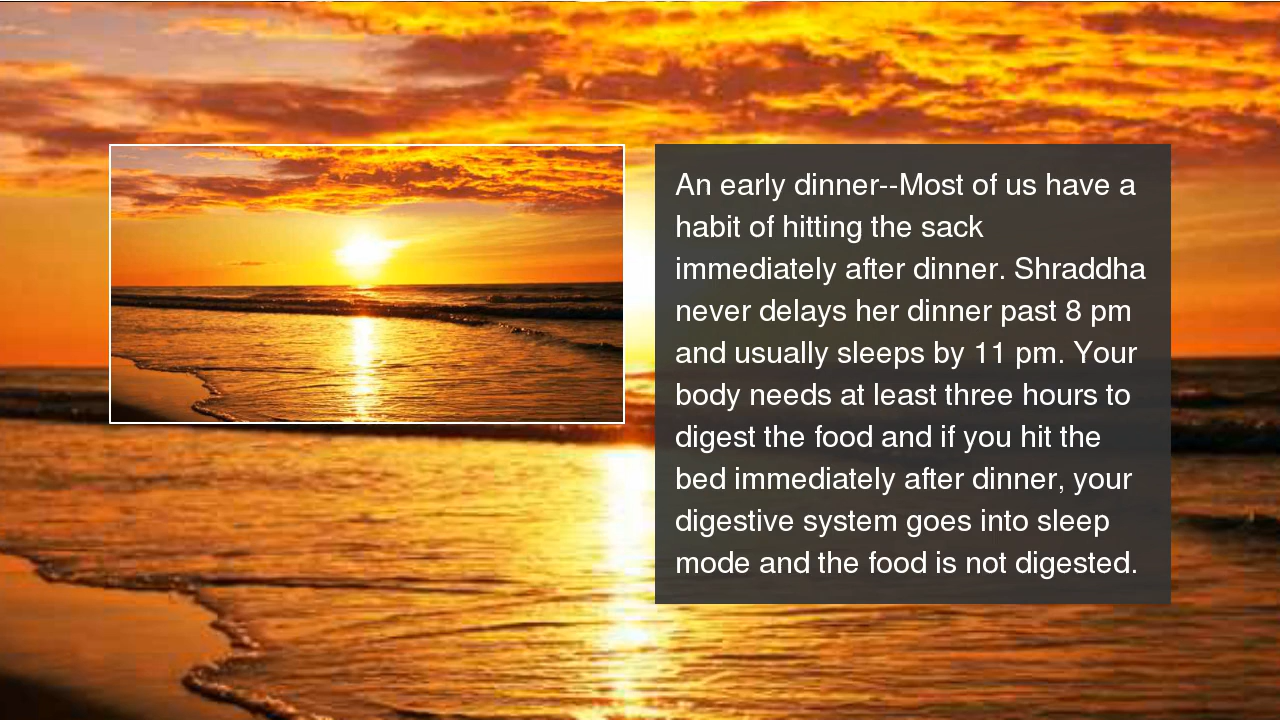 An early dinner--Most of us have a
habit of hitting the sack
immediately after dinner. Shraddha
never delays her dinner past 8 pm
and usually sleeps by 11 pm. Your
body needs at least three hours to
digest the food and if you hit the
bed immediately after dinner, your
digestive system goes into sleep
mode and the food is not digested.